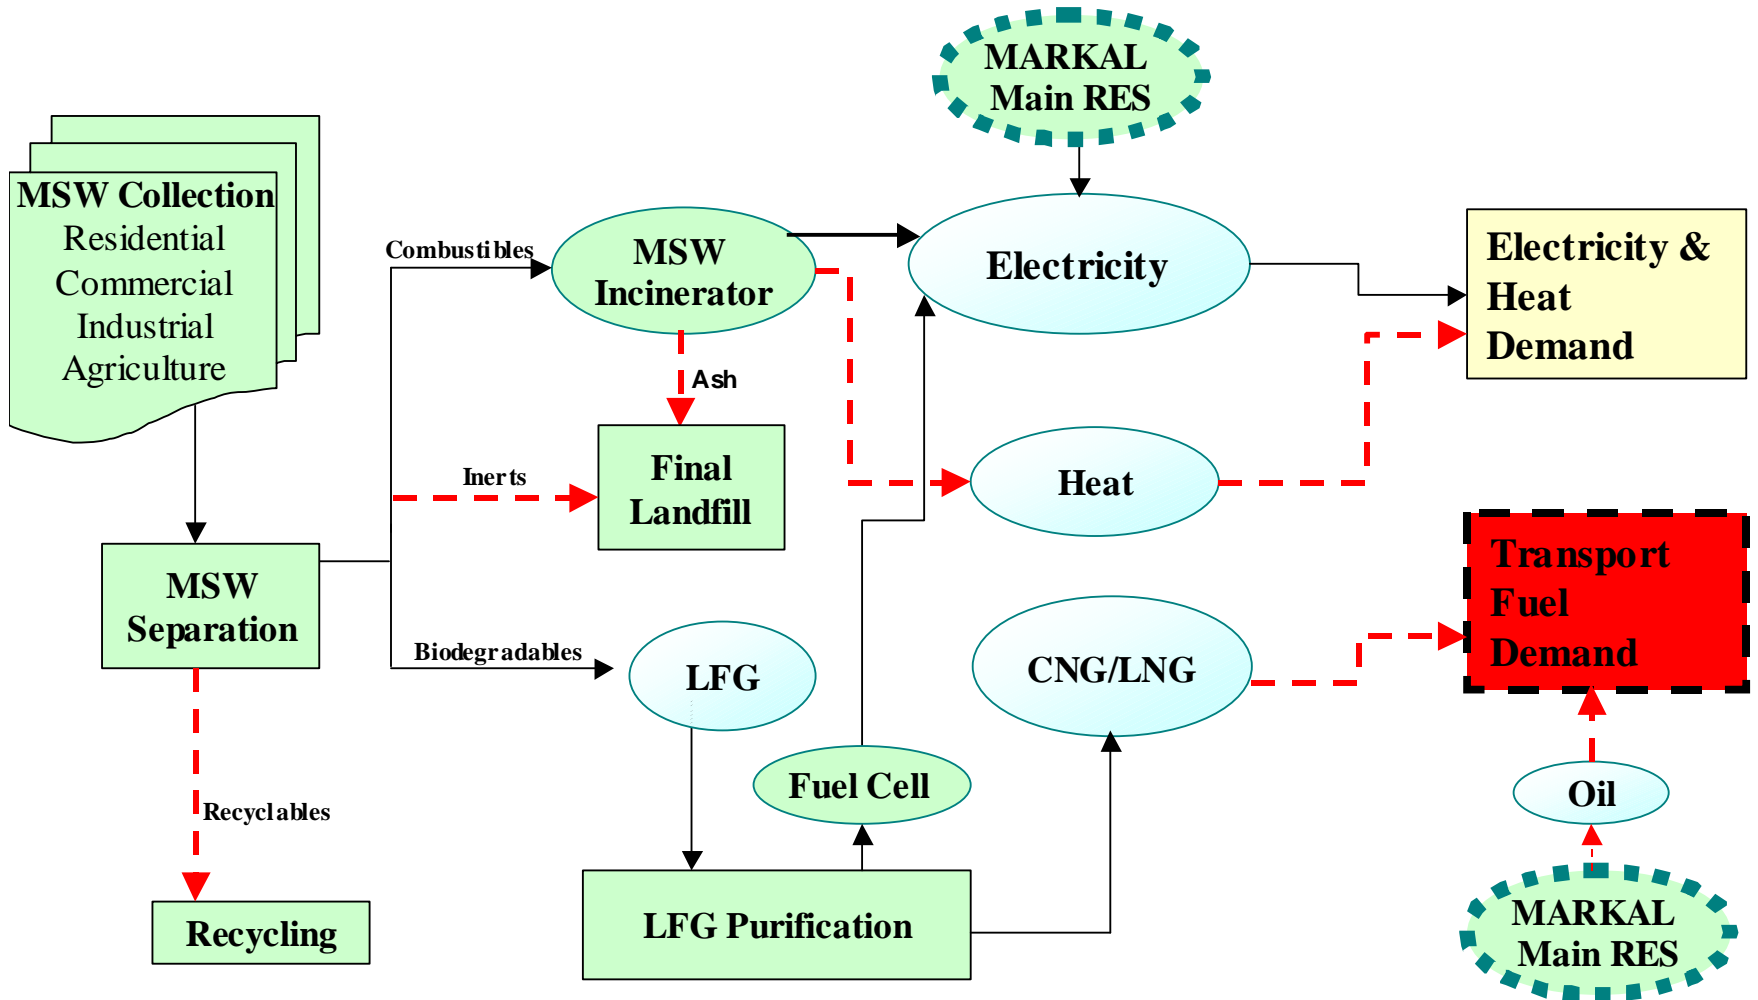 MARKAL
Main RES
MSW Collection
Residential
Commercial
Industrial
Agriculture
Combustibles
MSW
Incinerator
Electricity
Electricity &
Heat
Demand
Ash
Inerts
Final
Landfill
Heat
MSW
Separation
Biodegradables
LFG
CNG/LNG
Transport
Fuel
Demand
Fuel Cell
Oil
Recyclables
Recycling
LFG Purification
MARKAL
Main RES